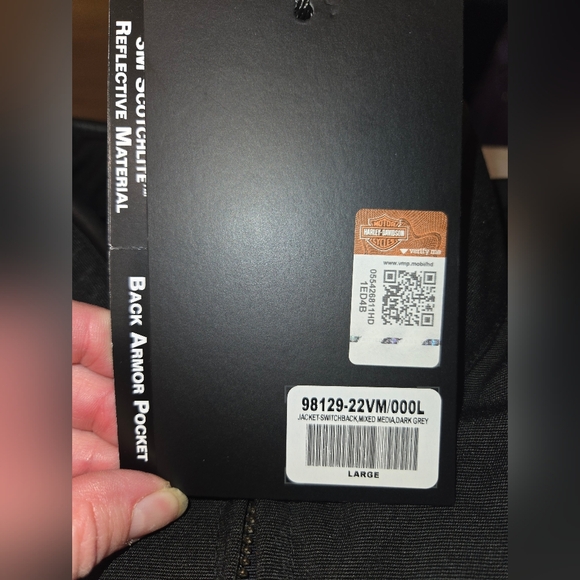 3M SCOTCHLITE™
REFLECTIVE MATERIAL
BACK ARMOR POCKET
MOTOR
HARLEY-DAVIDSON
CYCLES
verify me
www.vmp.mobi/hd
055426811HD
1ED4B
98129-22VM/000L
JACKET-SWITCHBACK,MIXED MEDIA,DARK GREY
LARGE